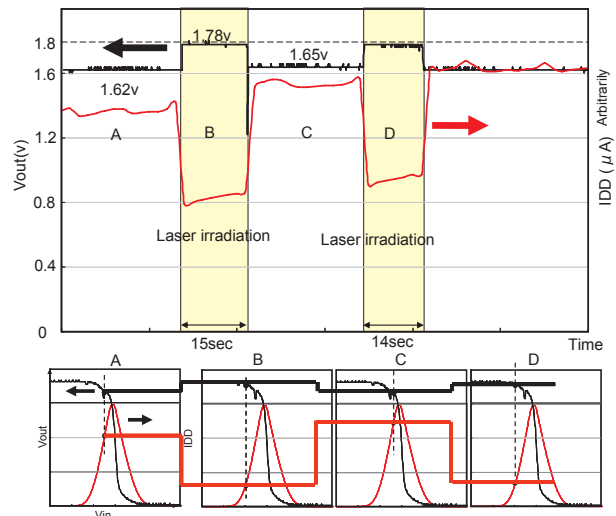 1.8
1.6
1.2
0.8
0.4
0
Vout(v)
1.78v
1.65v
1.62v
A
B
C
D
Laser irradiation
Laser irradiation
15sec
14sec
Time
IDD ( μ A) Arbitrarily
A
B
C
D
Vout
IDD
Vin